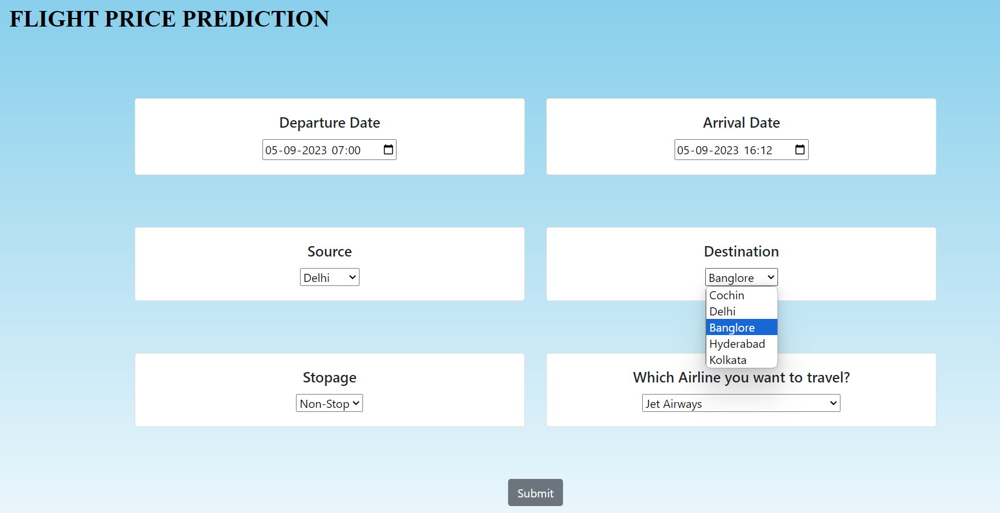 FLIGHT PRICE PREDICTION
Departure Date
05-09-2023 07:00
Arrival Date
05-09-2023 16:12
Source
Delhi
Destination
Banglore
Cochin
Delhi
Banglore
Hyderabad
Kolkata
Stopage
Non-Stop
Which Airline you want to travel?
Jet Airways
Submit